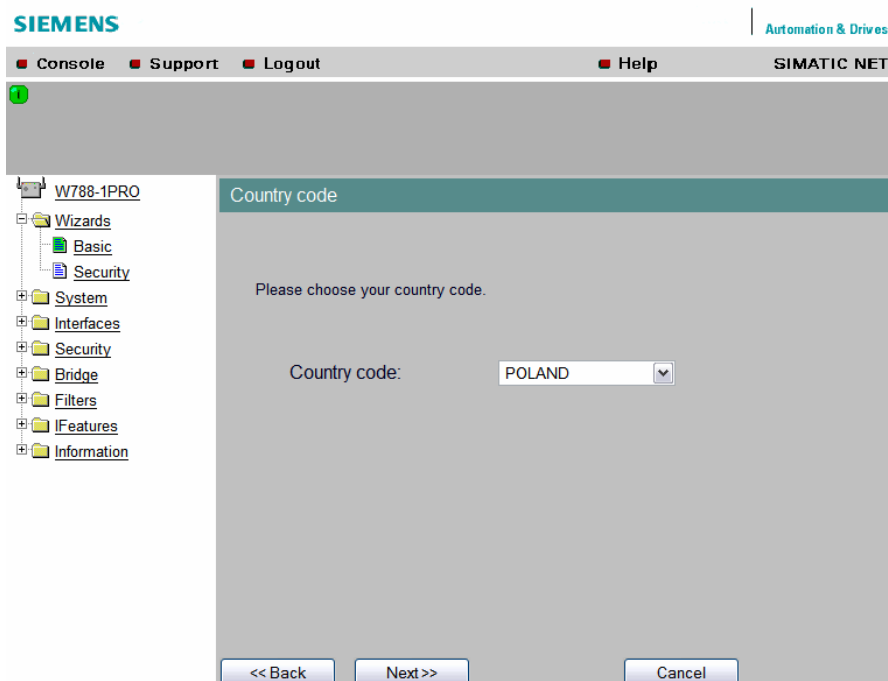 SIEMENS
Automation & Drives
Console Support Logout Help SIMATIC NET
W788-1PRO
Wizards
Basic
Security
System
Interfaces
Security
Bridge
Filters
IFeatures
Information
Country code
Please choose your country code.
Country code: POLAND
<< Back Next >> Cancel